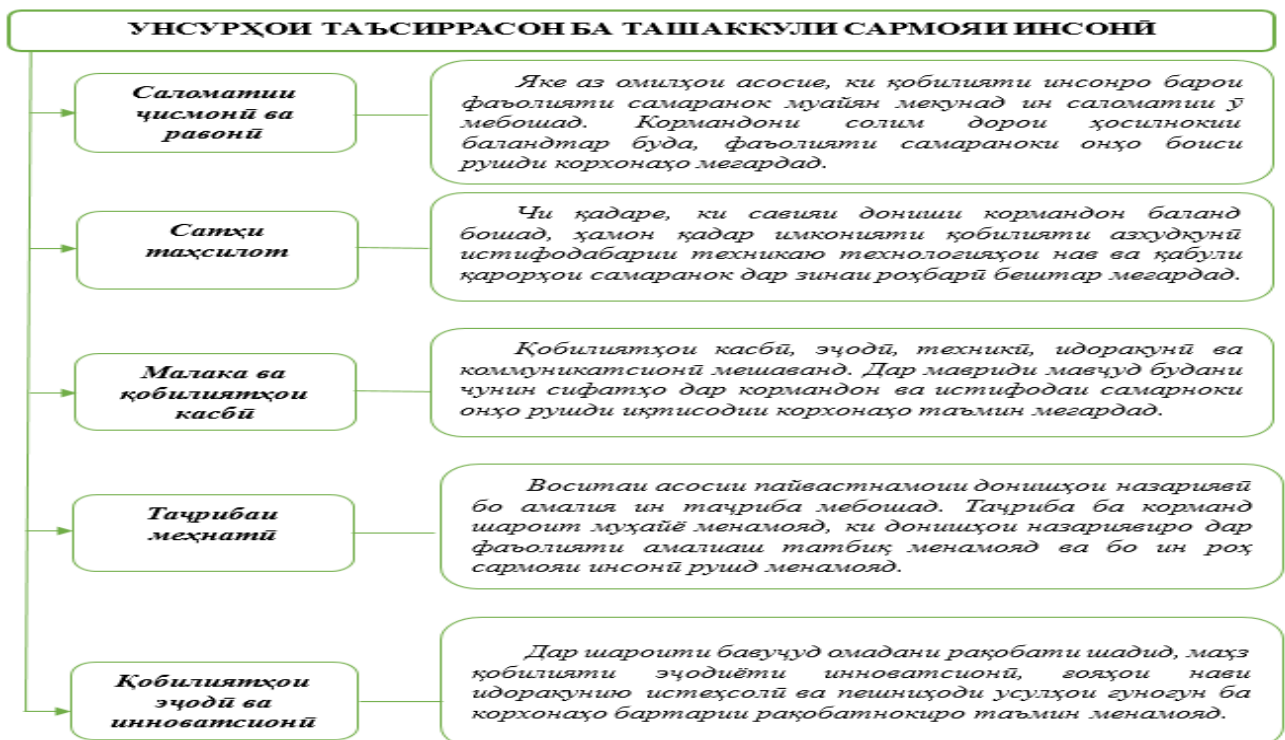 УНСУРҲОИ ТАЪСИРРАСОН БА ТАШАККУЛИ САРМОЯИ ИНСОНӢ
Саломатии
ҷисмонӣ ва
равонӣ
Яке аз омилҳои асосие, ки қобилияти инсонро барои
фаъолияти самаранок муайян мекунад ин саломатии ӯ
мебошад. Кормандони солим дорои ҳосилнокии
баландтар буда, фаъолияти самараноки онҳо боиси
рушди корхонаҳо мегардад.
Сатҳи
таҳсилот
Чи қадаре, ки савияи дониши кормандон баланд
бошад, ҳамон қадар имконияти қобилияти азхудкунӣ
истифодабарии техникаю технологияҳои нав ва қабули
қарорҳои самаранок дар зинаи роҳбарӣ бештар мегардад.
Малака ва
қобилиятҳои
касбӣ
Қобилиятҳои касбӣ, эҷодӣ, техникӣ, идоракунӣ ва
коммуникатсионӣ мешаванд. Дар мавриди мавҷуд будани
чунин сифатҳо дар кормандон ва истифодаи самарноки
онҳо рушди иқтисодии корхонаҳо таъмин мегардад.
Таҷрибаи
меҳнатӣ
Воситаи асосии пайвастнамоии донишҳои назариявӣ
бо амалия ин таҷриба мебошад. Таҷриба ба корманд
шароит муҳайё менамояд, ки донишҳои назариявиро дар
фаъолияти амалиаш татбиқ менамояд ва бо ин роҳ
сармояи инсонӣ рушд менамояд.
Қобилиятҳои
эҷодӣ ва
инноватсионӣ
Дар шароити бавуҷуд омадани рақобати шадид, маҳз
қобилияти эҷодиёти инноватсионӣ, ғояҳои нави
идоракунию истеҳсолӣ ва пешниҳоди усулҳои гуногун ба
корхонаҳо бартарии рақобатнокиро таъмин менамояд.